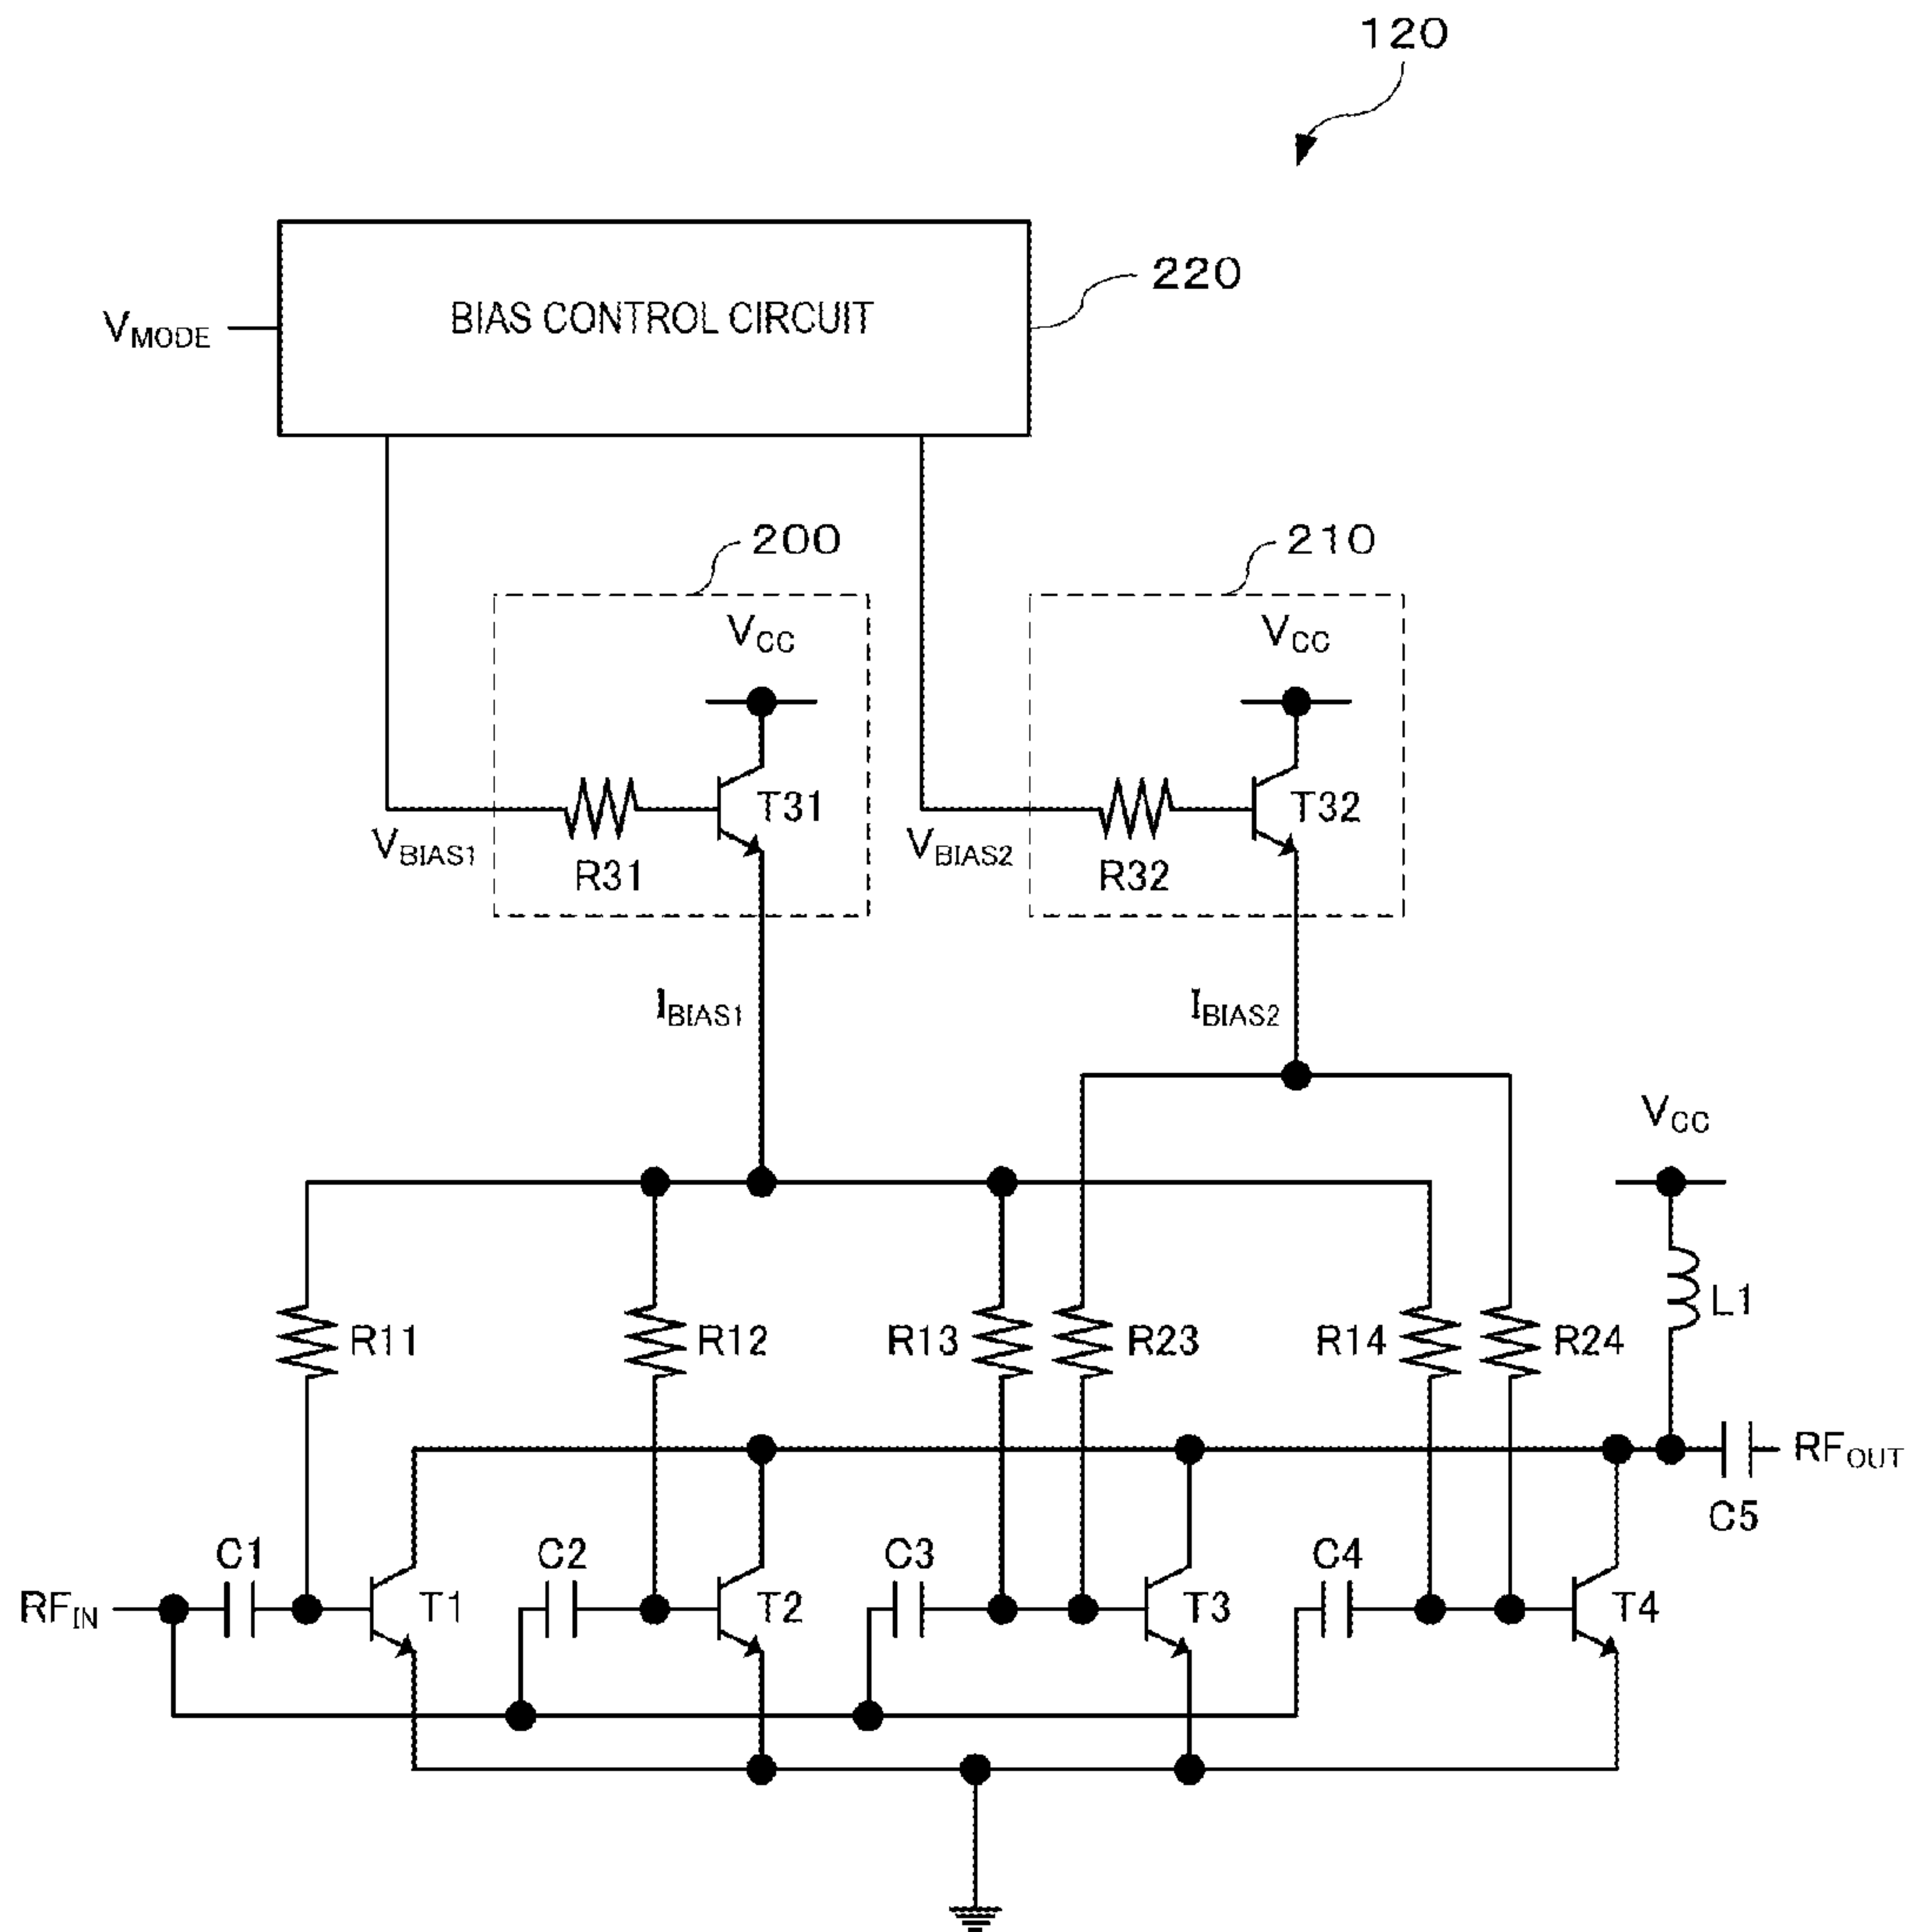 120
220
BIAS CONTROL CIRCUIT
VMODE
200
210
VCC
VCC
T31
T32
VBIAS1
R31
VBIAS2
R32
IBIAS1
IBIAS2
VCC
L1
R11
R12
R13
R23
R14
R24
RFOUT
C5
C1
C2
C3
C4
RFIN
T1
T2
T3
T4